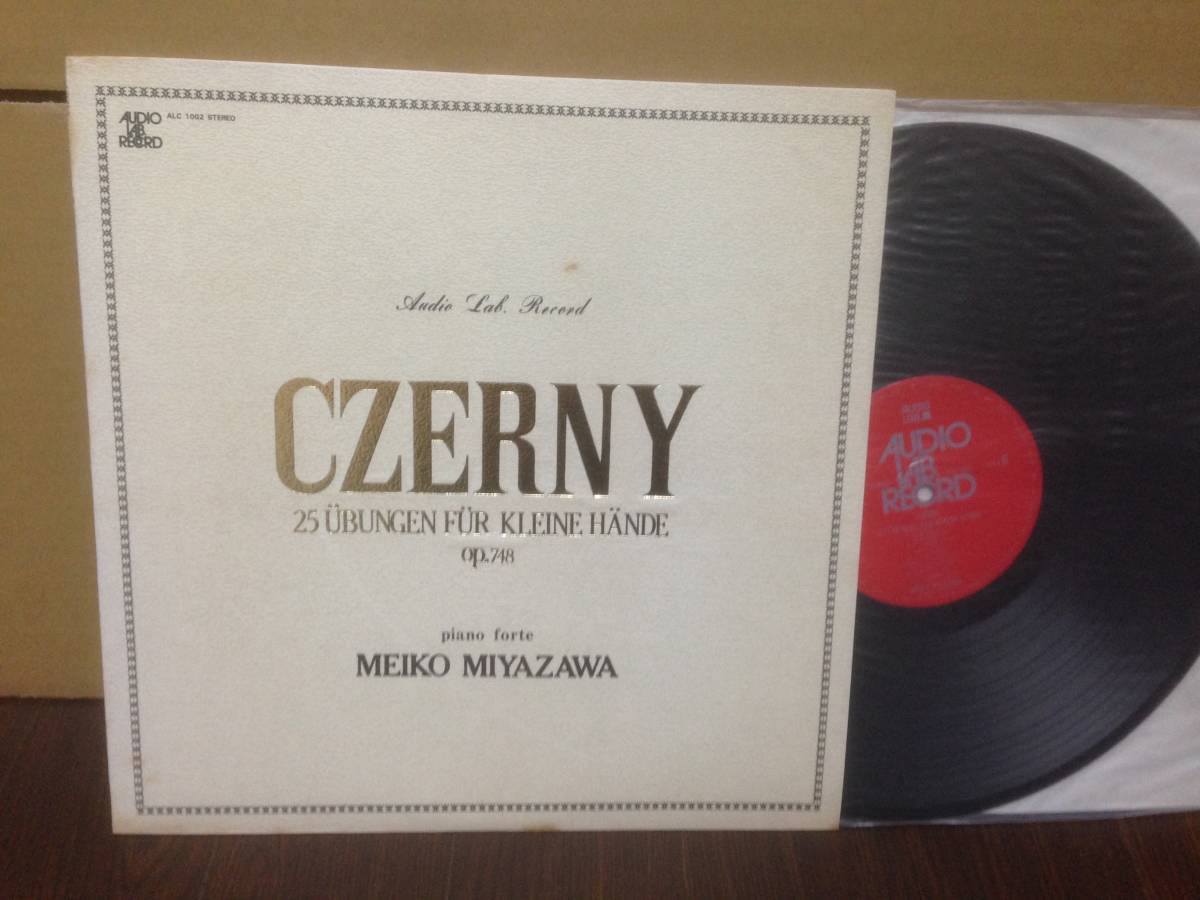 AUDIO
LAB.
RECORD
ALC 1002 STEREO
Audio Lab. Record
CZERNY
25 ÜBUNGEN FÜR KLEINE HÄNDE
op.748
piano forte
MEIKO MIYAZAWA
AUDIO
LAB.
RECORD